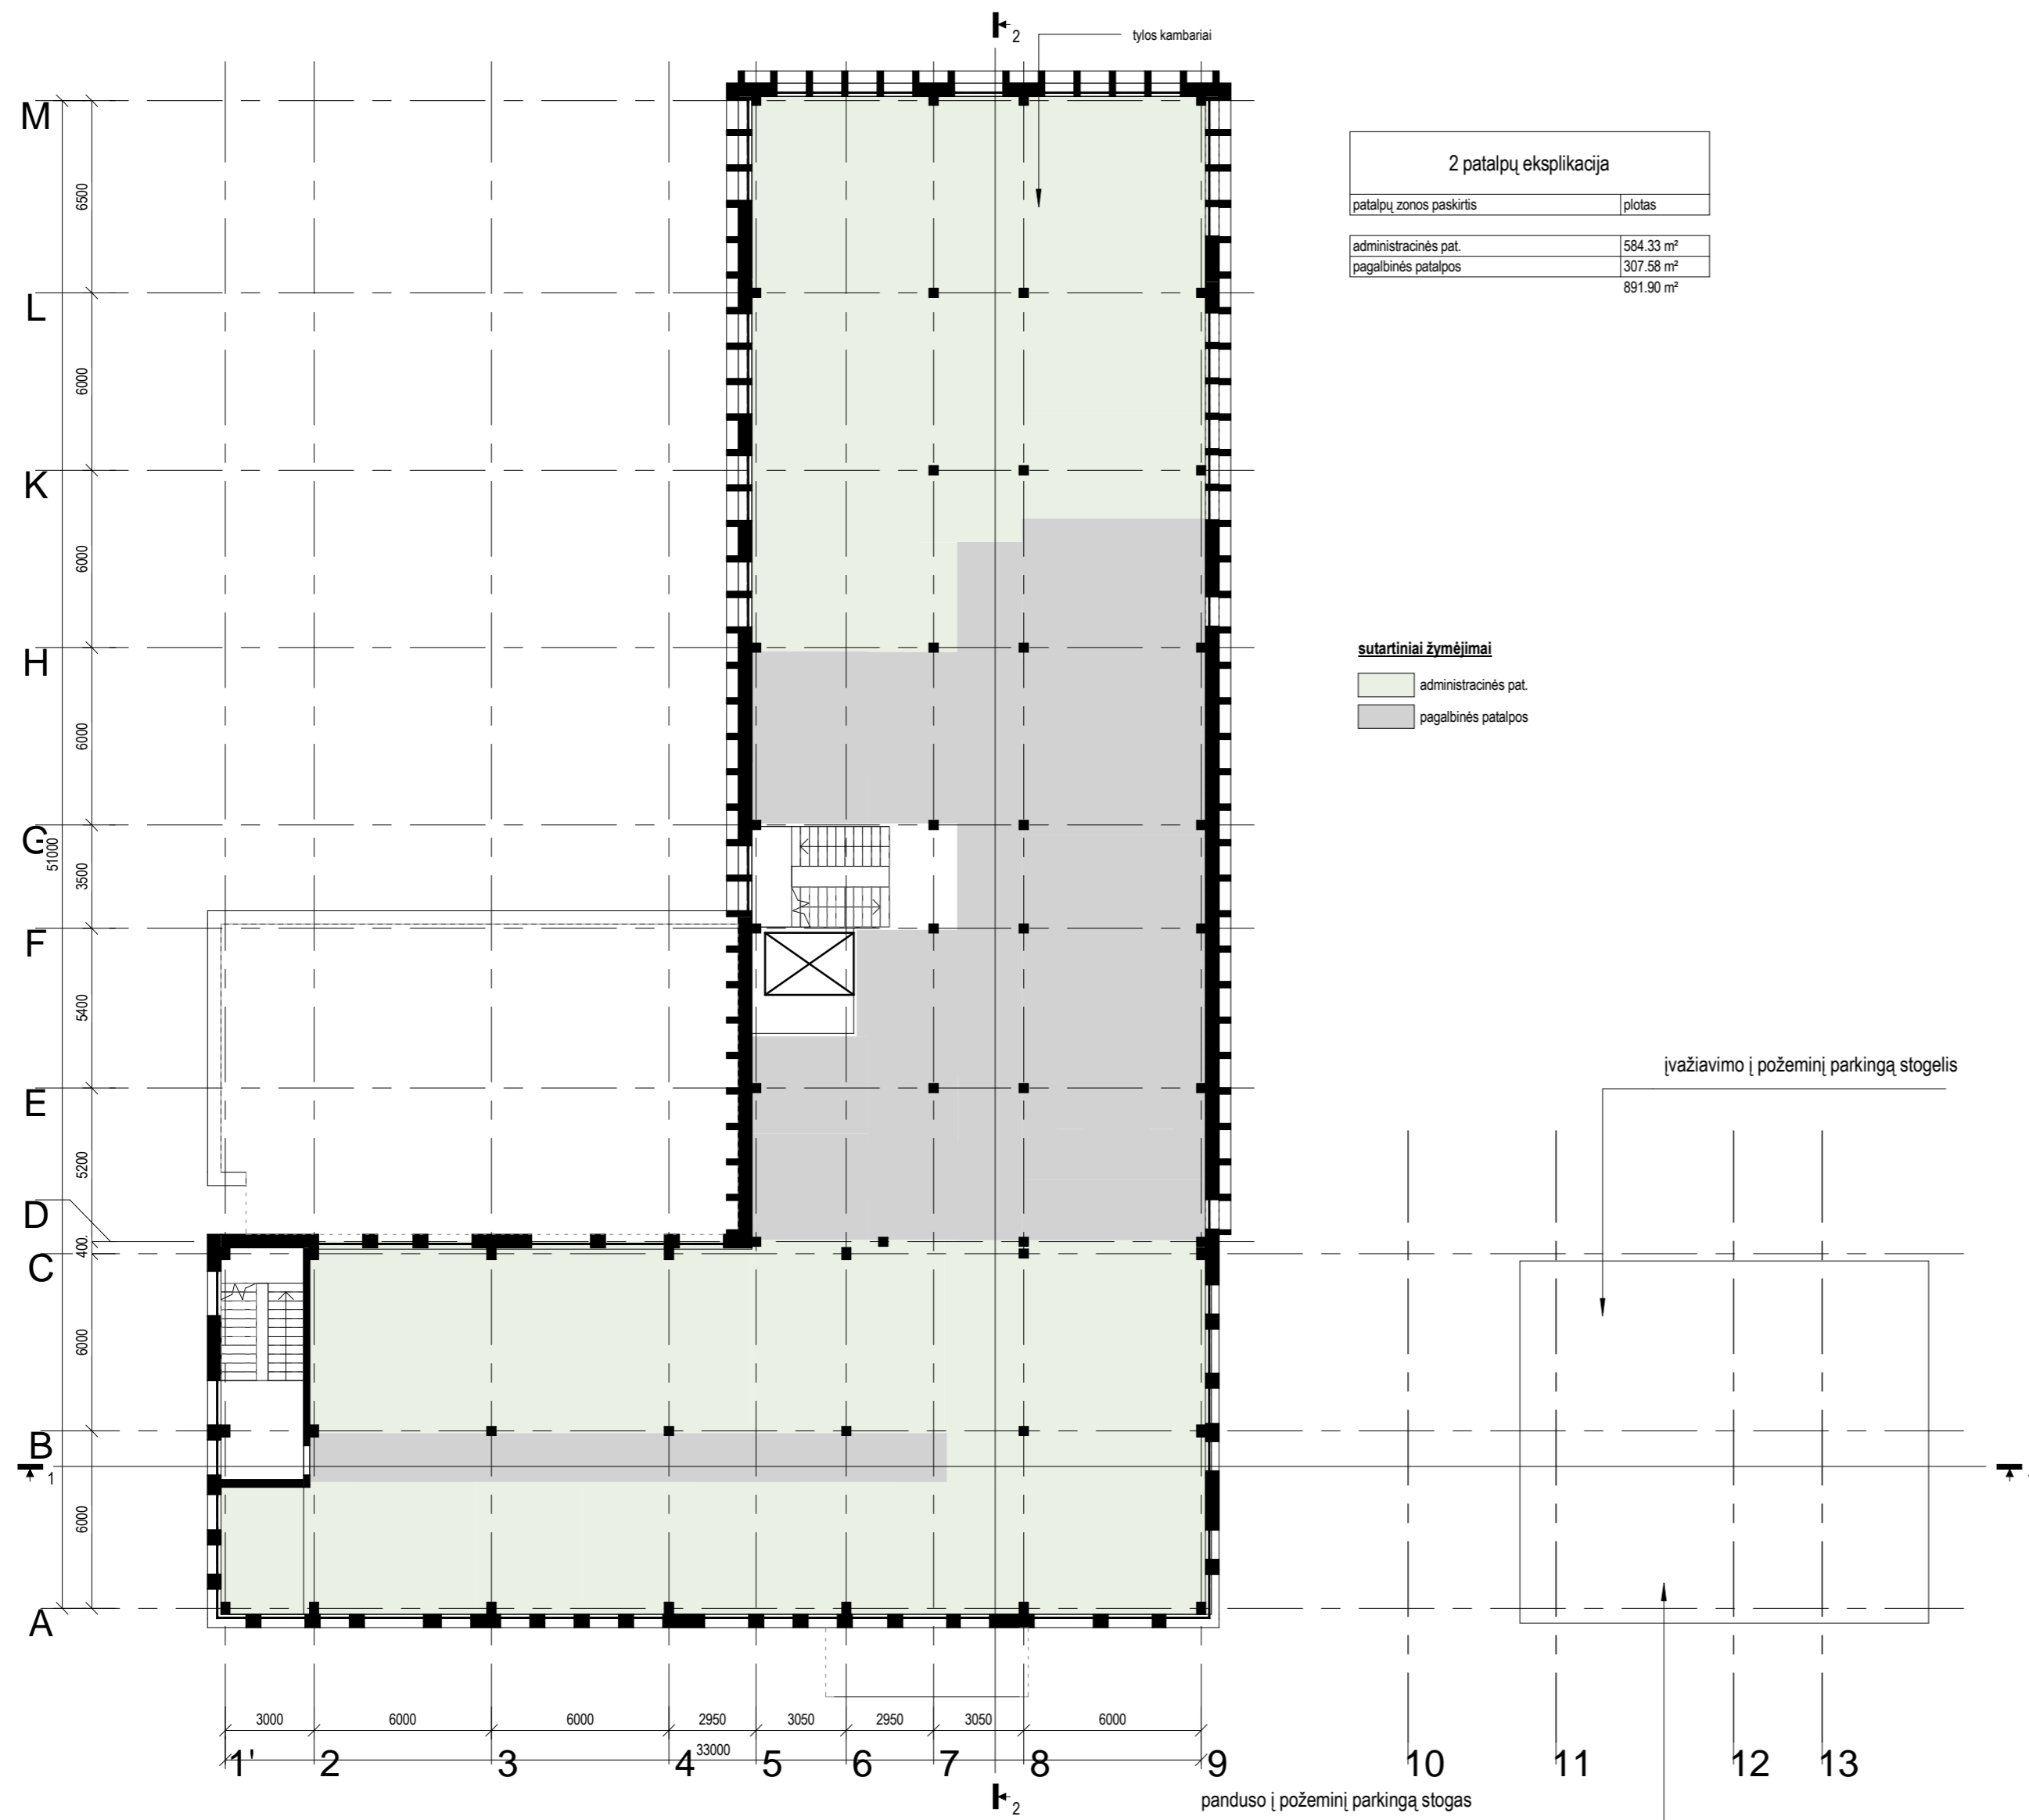 2
tylos kambariai
M
6500
L
6000
K
6000
H
6000
G
51000
3500
F
5400
E
5200
D
400
C
6000
B
1
6000
A
2 patalpų eksplikacija
patalpų zonos paskirtis plotas
administracinės pat. 584.33 m²
pagalbinės patalpos 307.58 m²
891.90 m²
sutartiniai žymėjimai
administracinės pat.
pagalbinės patalpos
įvažiavimo į požeminį parkingą stogelis
3000 6000 6000 2950 3050 2950 3050 6000
33000
1' 2 3 4 5 6 7 8 9 10 11 12 13
2
panduso į požeminį parkingą stogas